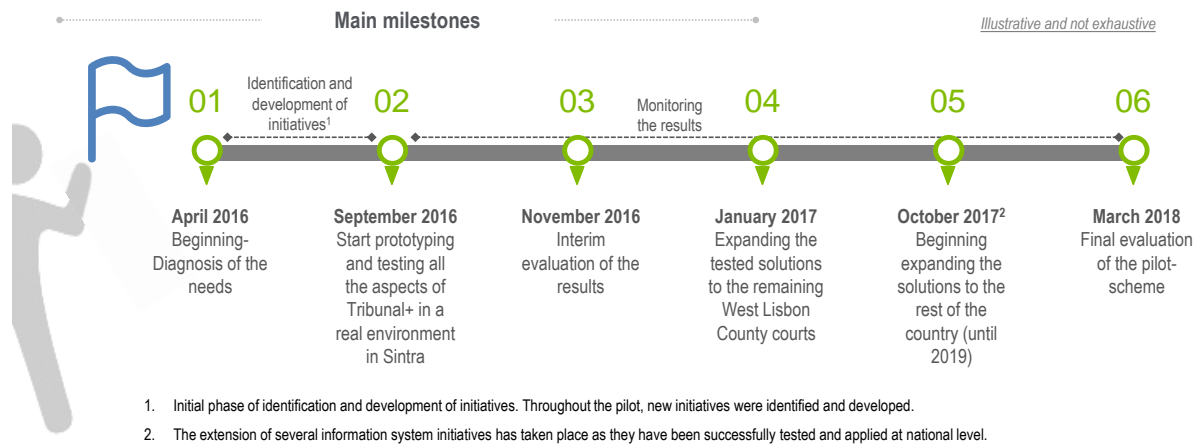 Main milestones
Illustrative and not exhaustive
01
Identification and
development of
initiatives1
02
03
Monitoring
the results
04
05
06
April 2016
Beginning-
Diagnosis of the
needs
September 2016
Start prototyping
and testing all
the aspects of
Tribunal+ in a
real environment
in Sintra
November 2016
Interim
evaluation of the
results
January 2017
Expanding the
tested solutions
to the remaining
West Lisbon
County courts
October 20172
Beginning
expanding the
solutions to the
rest of the
country (until
2019)
March 2018
Final evaluation
of the pilot-
scheme
1. Initial phase of identification and development of initiatives. Throughout the pilot, new initiatives were identified and developed.
2. The extension of several information system initiatives has taken place as they have been successfully tested and applied at national level.